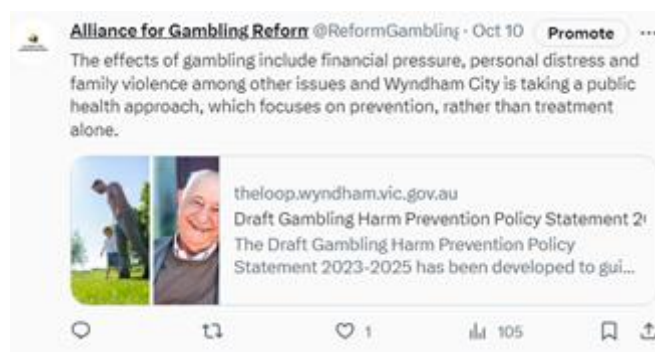 Alliance for Gambling Reform @ReformGambling · Oct 10 Promote ...
The effects of gambling include financial pressure, personal distress and
family violence among other issues and Wyndham City is taking a public
health approach, which focuses on prevention, rather than treatment
alone.
theloop.wyndham.vic.gov.au
Draft Gambling Harm Prevention Policy Statement 2
The Draft Gambling Harm Prevention Policy
Statement 2023-2025 has been developed to gui...
1 105